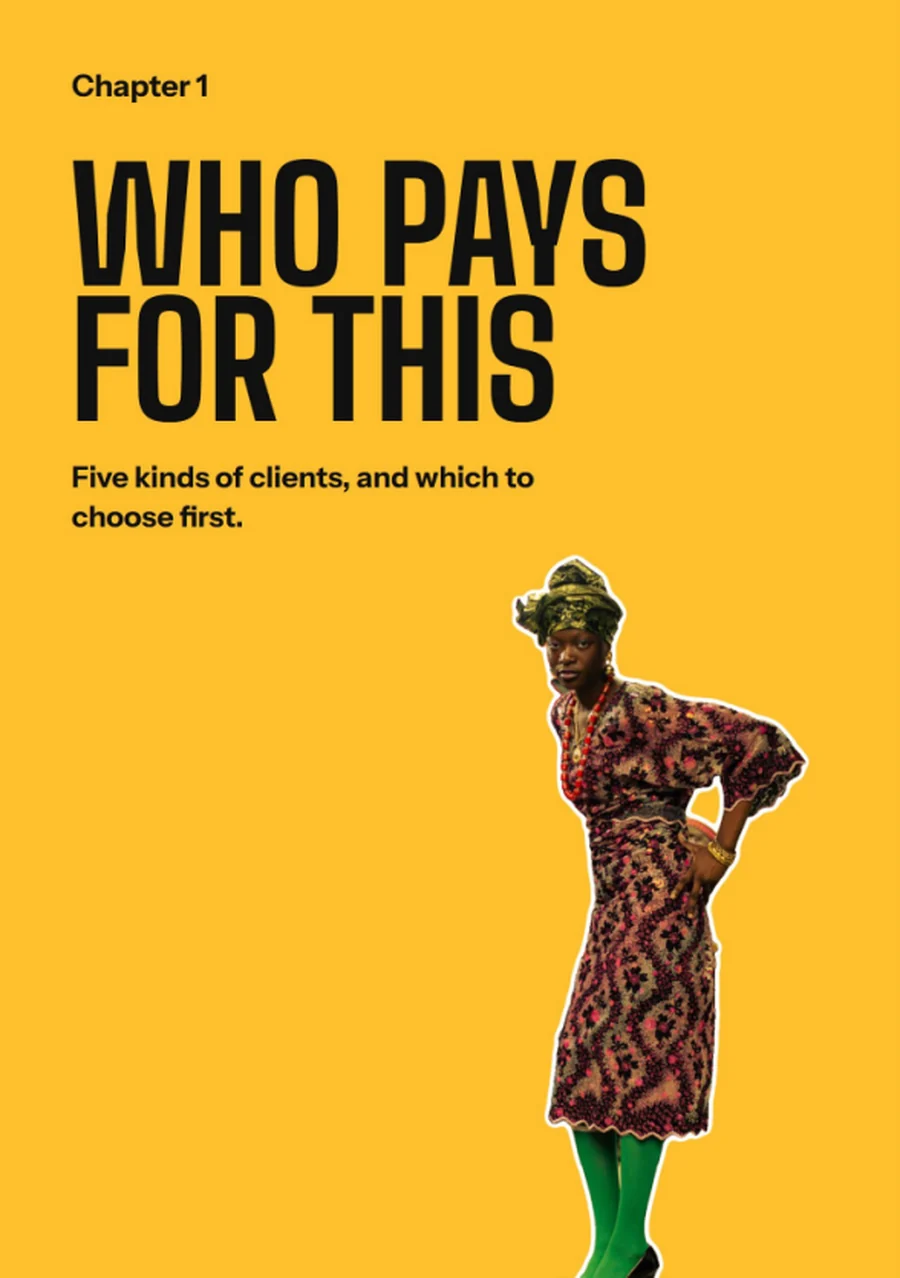 Chapter 1
WHO PAYS
FOR THIS
Five kinds of clients, and which to
choose first.